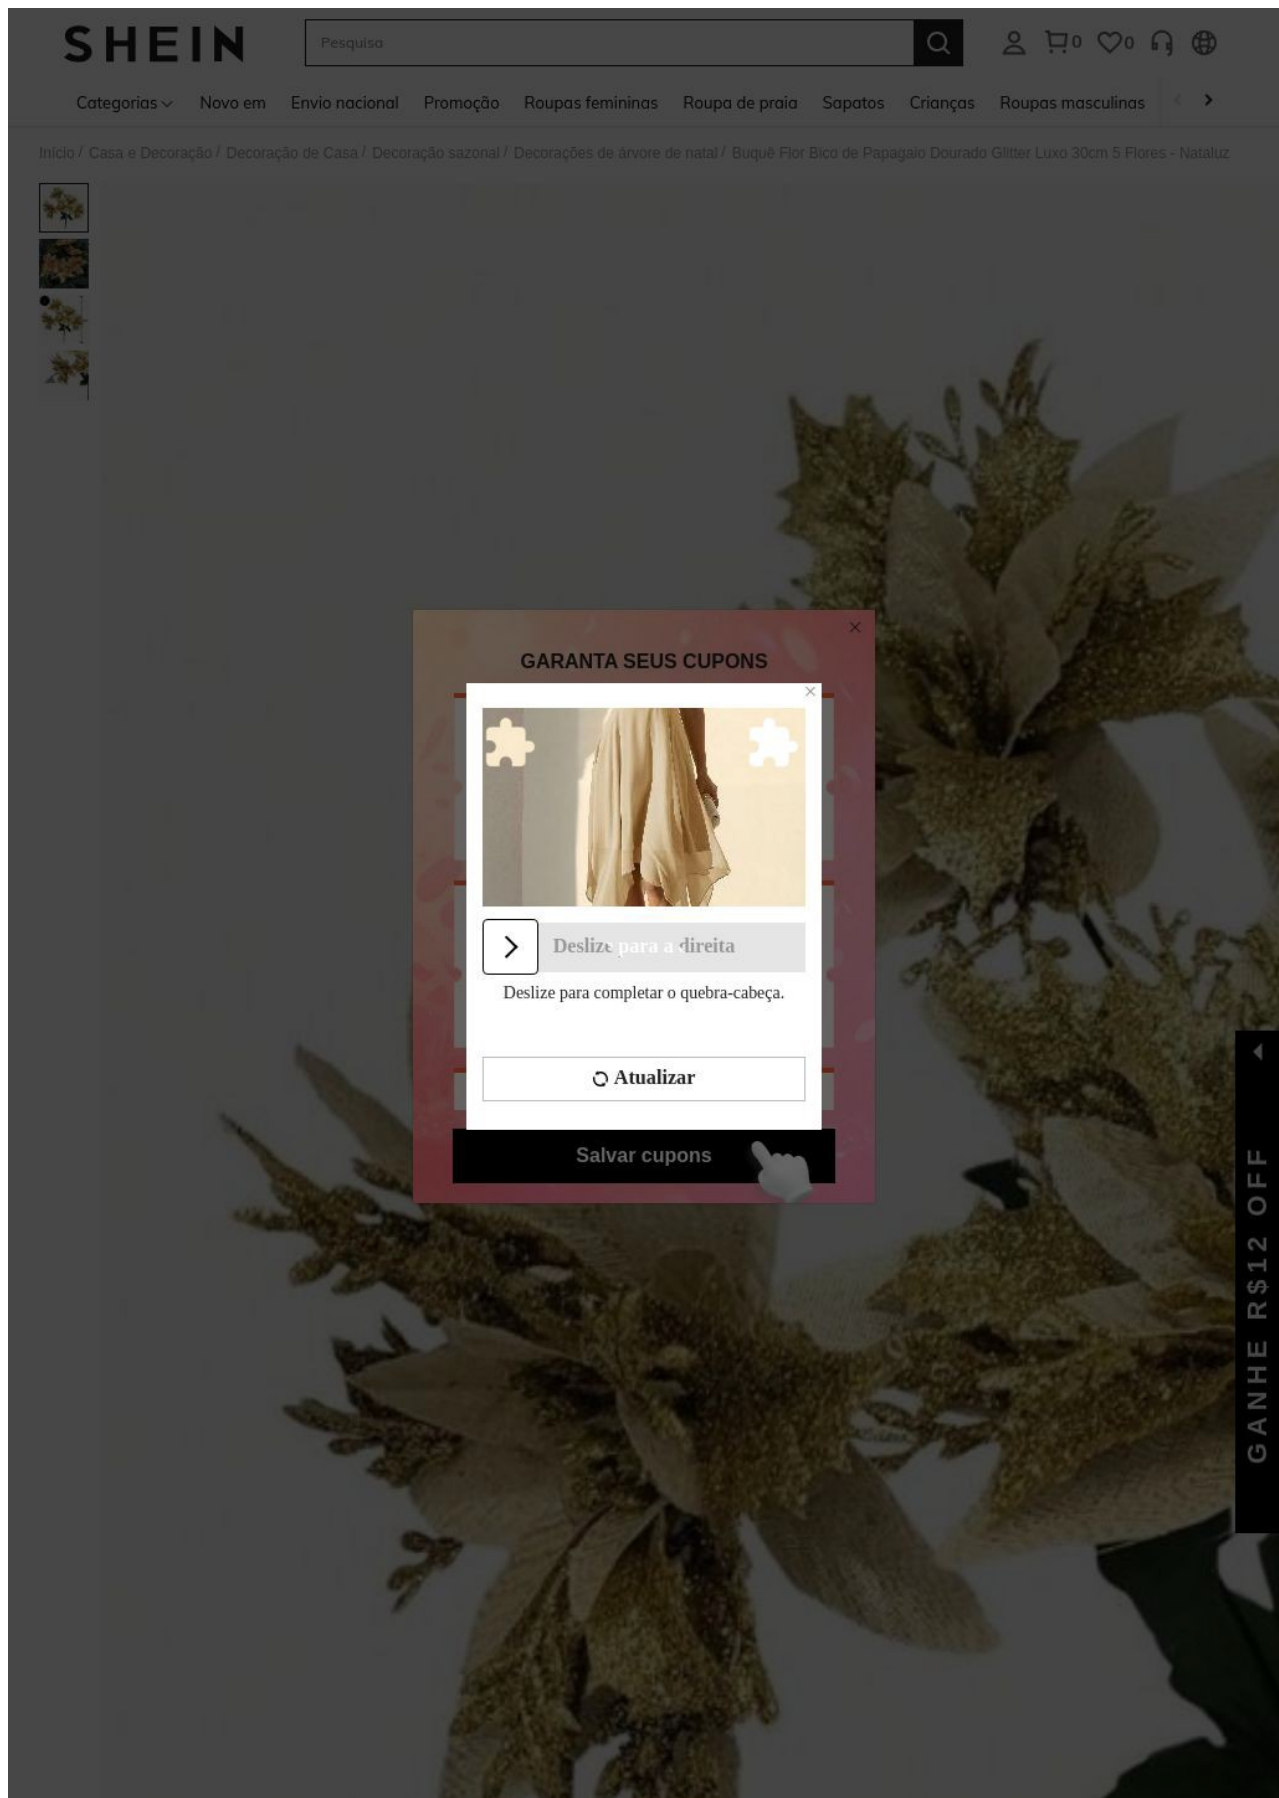 SHEIN
Pesquisa
0
0
Categorias
Novo em
Envio nacional
Promoção
Roupas femininas
Roupa de praia
Sapatos
Crianças
Roupas masculinas
Início / Casa e Decoração / Decoração de Casa / Decoração sazonal / Decorações de árvore de natal / Buquê Flor Bico de Papagaio Dourado Glitter Luxo 30cm 5 Flores - Nataluz
GARANTA SEUS CUPONS
Deslize para a direita
Deslize para completar o quebra-cabeça.
Atualizar
Salvar cupons
GANHE R$12 OFF